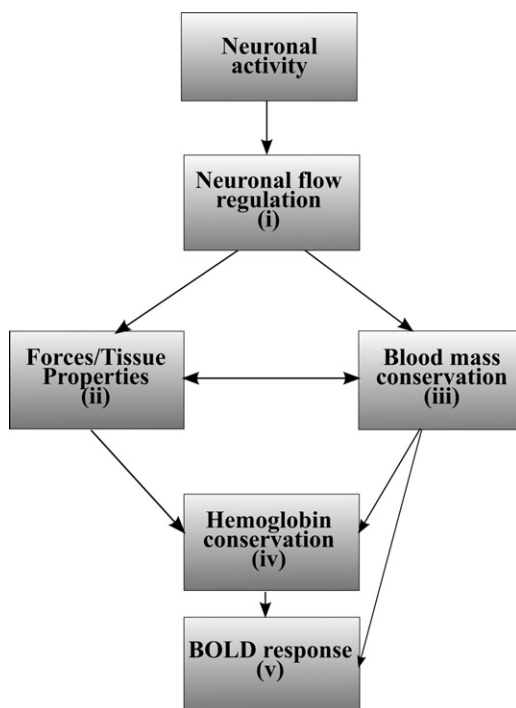 Neuronal
activity
Neuronal flow
regulation
(i)
Forces/Tissue
Properties
(ii)
Blood mass
conservation
(iii)
Hemoglobin
conservation
(iv)
BOLD response
(v)